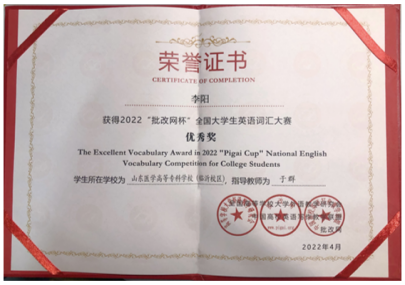 荣誉证书
CERTIFICATE OF COMPLETION
李阳
获得2022“批改网杯”全国大学生英语词汇大赛
优秀奖
The Excellent Vocabulary Award in 2022 "Pigai Cup" National English
Vocabulary Competition for College Students
学生所在学校为 山东医学高等专科学校(临沂校区),指导教师为 于群
批改网
2022年4月